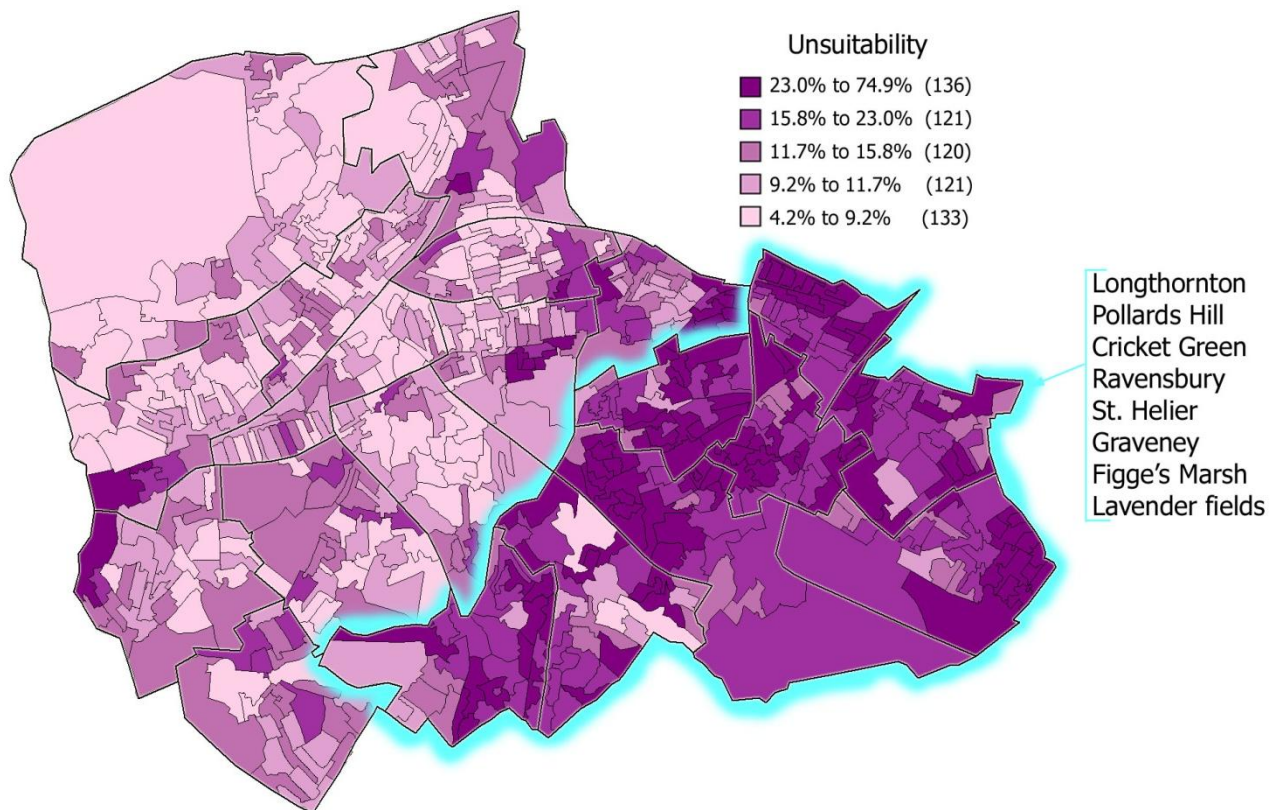 Unsuitability
23.0% to 74.9% (136)
15.8% to 23.0% (121)
11.7% to 15.8% (120)
9.2% to 11.7% (121)
4.2% to 9.2% (133)
Longthornton
Pollards Hill
Cricket Green
Ravensbury
St. Helier
Graveney
Figge's Marsh
Lavender fields